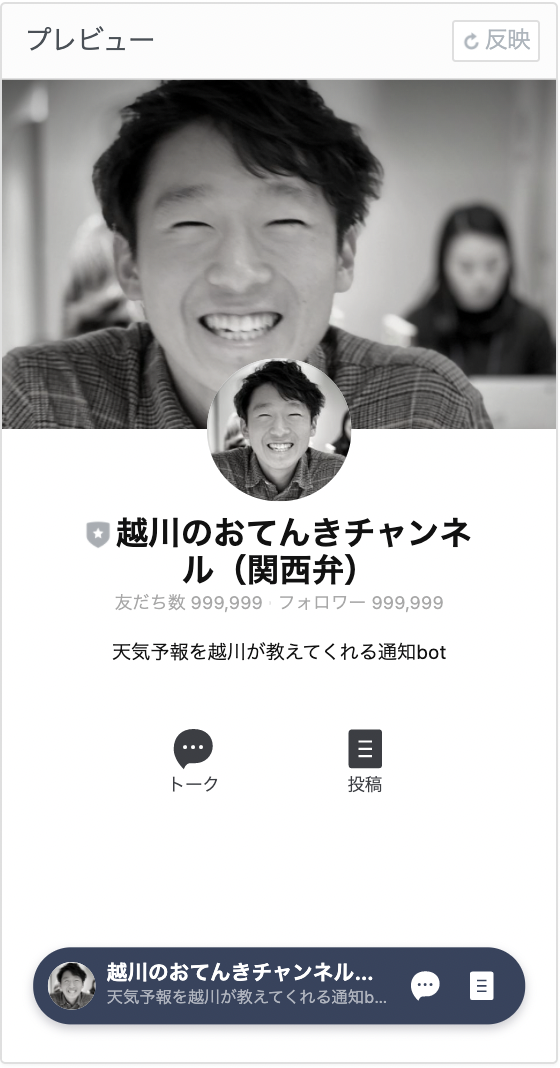 プレビュー
反映
越川のおてんきチャンネ
ル（関西弁）
友だち数 999,999 フォロワー 999,999
天気予報を越川が教えてくれる通知bot
トーク
投稿
越川のおてんきチャンネル...
天気予報を越川が教えてくれる通知b...